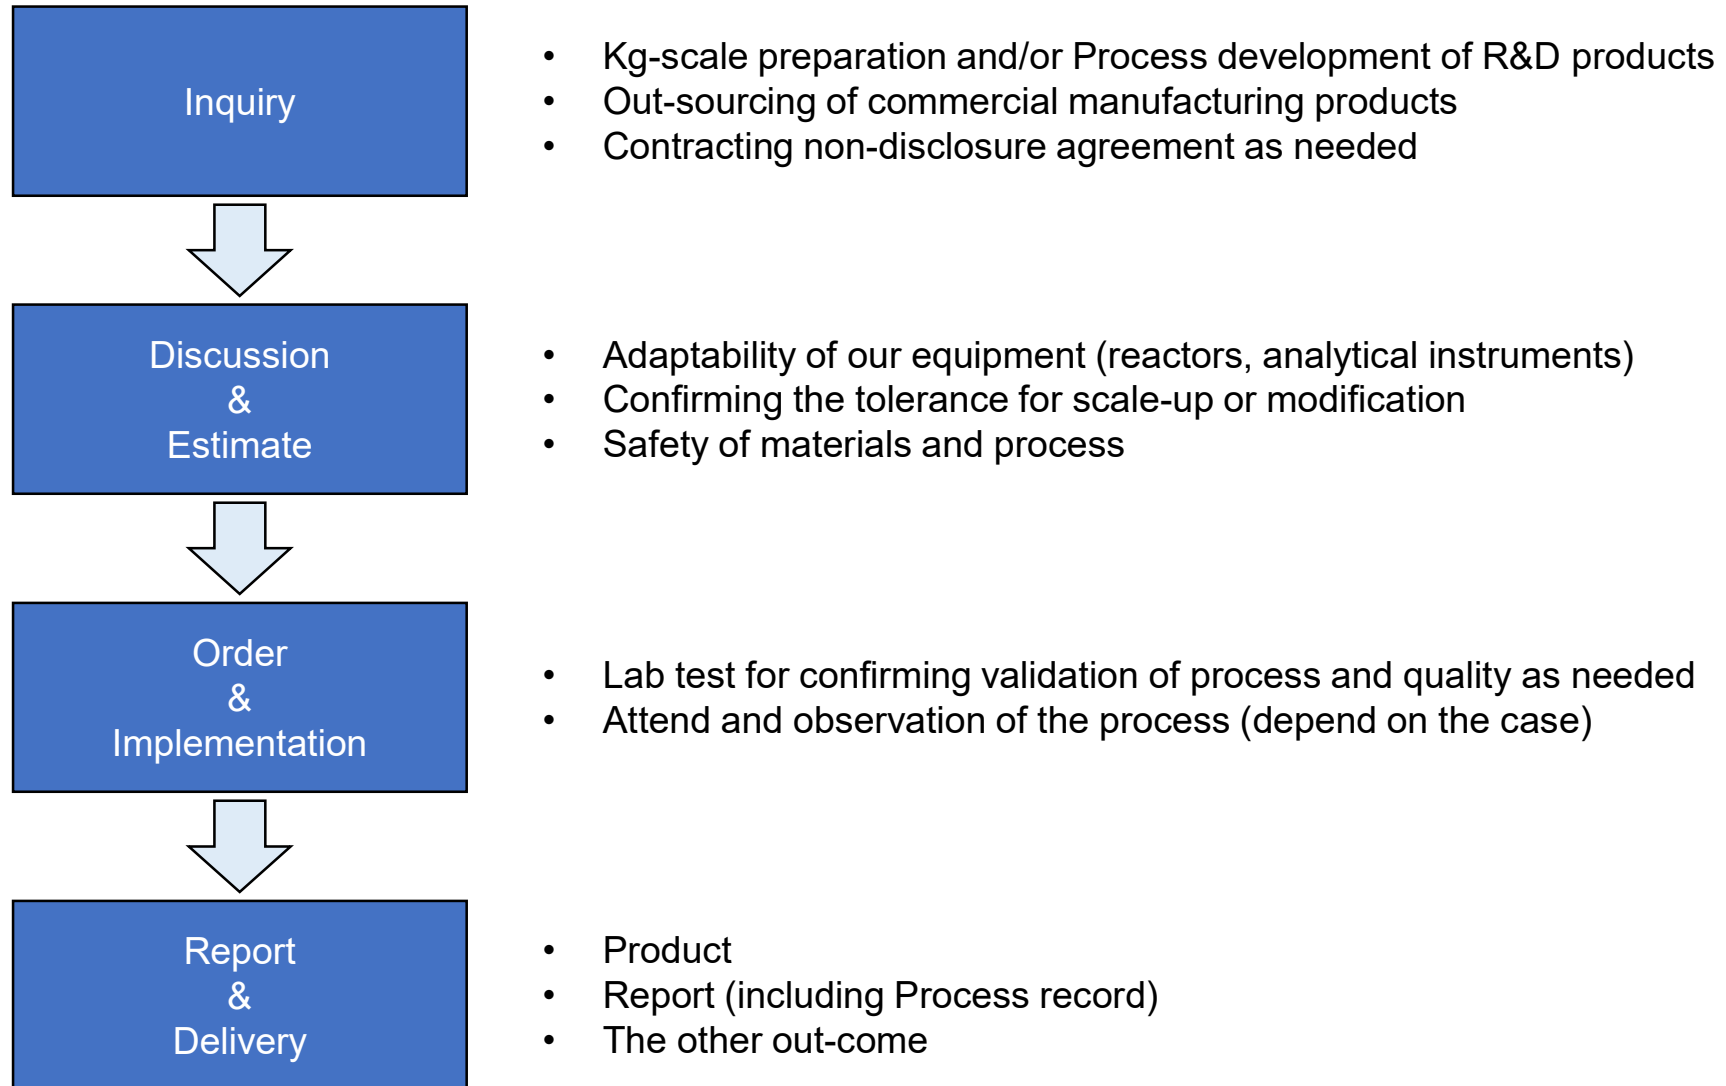 Inquiry
• Kg-scale preparation and/or Process development of R&D products
• Out-sourcing of commercial manufacturing products
• Contracting non-disclosure agreement as needed
Discussion
&
Estimate
• Adaptability of our equipment (reactors, analytical instruments)
• Confirming the tolerance for scale-up or modification
• Safety of materials and process
Order
&
Implementation
• Lab test for confirming validation of process and quality as needed
• Attend and observation of the process (depend on the case)
Report
&
Delivery
• Product
• Report (including Process record)
• The other out-come